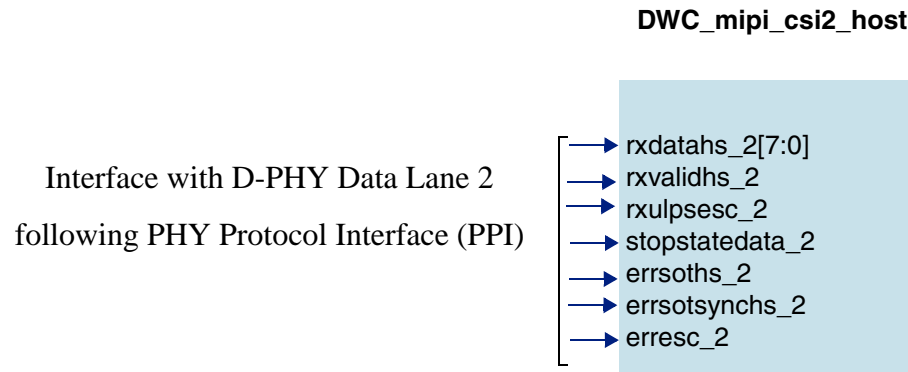 DWC_mipi_csi2_host
Interface with D-PHY Data Lane 2
following PHY Protocol Interface (PPI)
rxdatahs_2[7:0]
rxvalidhs_2
rxulpsesc_2
stopstatedata_2
errsoths_2
errsotsynchs_2
erresc_2